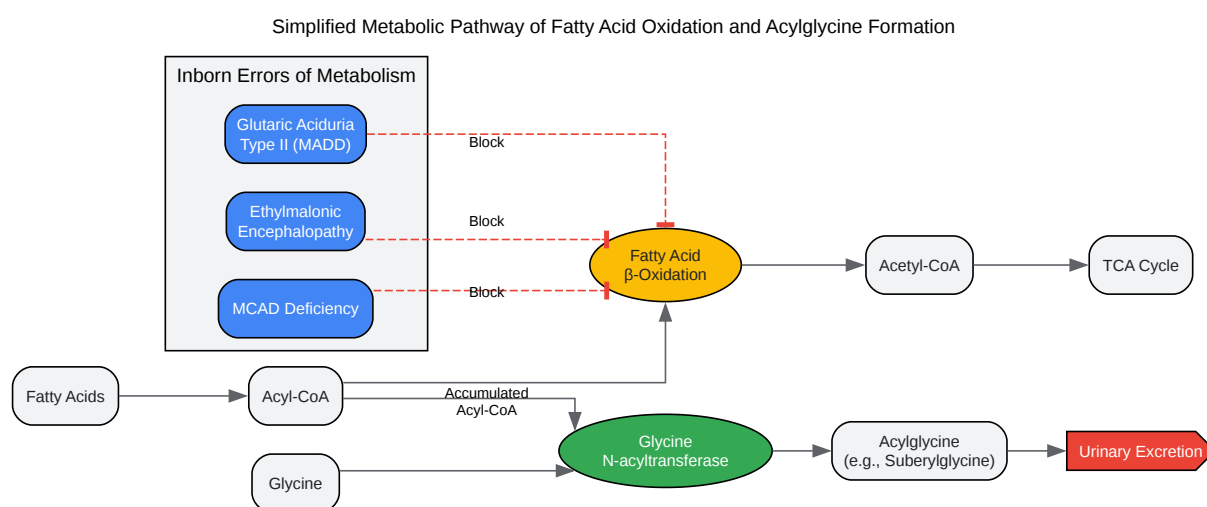 Simplified Metabolic Pathway of Fatty Acid Oxidation and Acylglycine Formation
Inborn Errors of Metabolism
Glutaric Aciduria
Type II (MADD)
Block
Ethylmalonic
Encephalopathy
Block
Fatty Acid
β-Oxidation
Acetyl-CoA
TCA Cycle
MCAD Deficiency
Block
Fatty Acids
Acyl-CoA
Accumulated
Acyl-CoA
Glycine
N-acyltransferase
Acylglycine
(e.g., Suberylglycine)
Urinary Excretion
Glycine